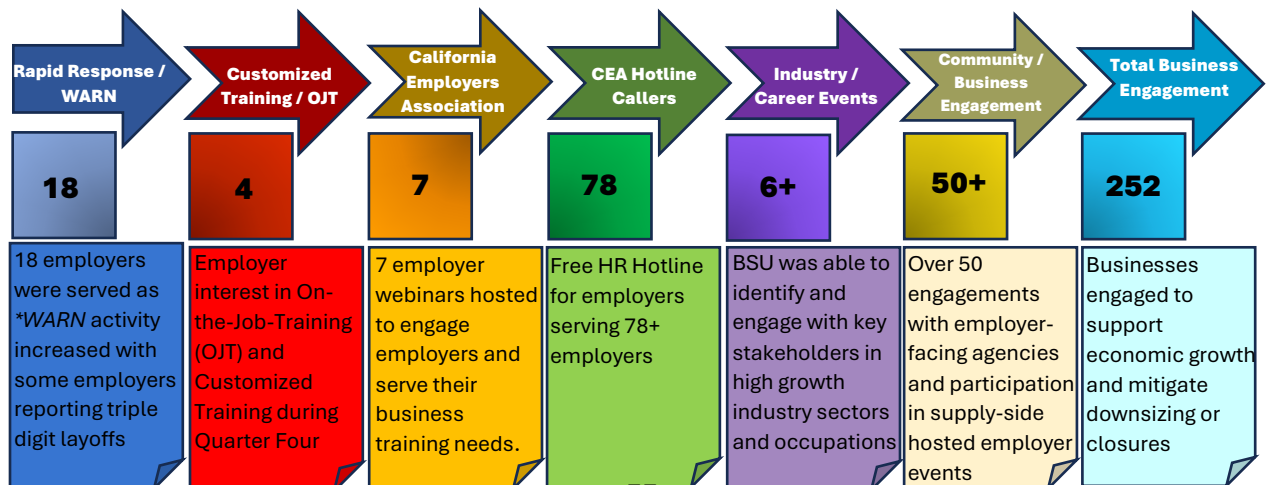 Rapid Response /
WARN
Customized
Training / OJT
California
Employers
Association
CEA Hotline
Callers
Industry /
Career Events
Community /
Business
Engagement
Total Business
Engagement
18
4
7
78
6+
50+
252
18 employers
were served as
*WARN activity
increased with
some employers
reporting triple
digit layoffs
Employer
interest in On-
the-Job-Training
(OJT) and
Customized
Training during
Quarter Four
7 employer
webinars hosted
to engage
employers and
serve their
business
training needs.
Free HR Hotline
for employers
serving 78+
employers
BSU was able to
identify and
engage with key
stakeholders in
high growth
industry sectors
and occupations
Over 50
engagements
with employer-
facing agencies
and participation
in supply-side
hosted employer
events
Businesses
engaged to
support
economic growth
and mitigate
downsizing or
closures